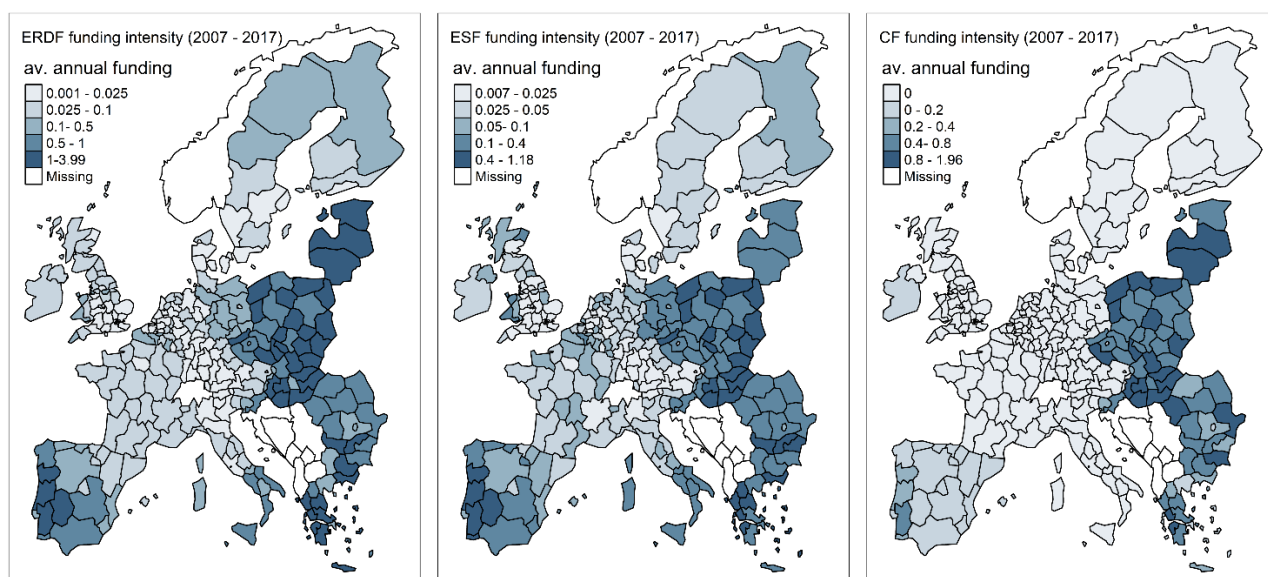 ERDF funding intensity (2007 - 2017)
av. annual funding
0.001 - 0.025
0.025 - 0.1
0.1- 0.5
0.5 - 1
1-3.99
Missing
ESF funding intensity (2007 - 2017)
av. annual funding
0.007 - 0.025
0.025 - 0.05
0.05- 0.1
0.1 - 0.4
0.4 - 1.18
Missing
CF funding intensity (2007 - 2017)
av. annual funding
0
0 - 0.2
0.2 - 0.4
0.4 - 0.8
0.8 - 1.96
Missing